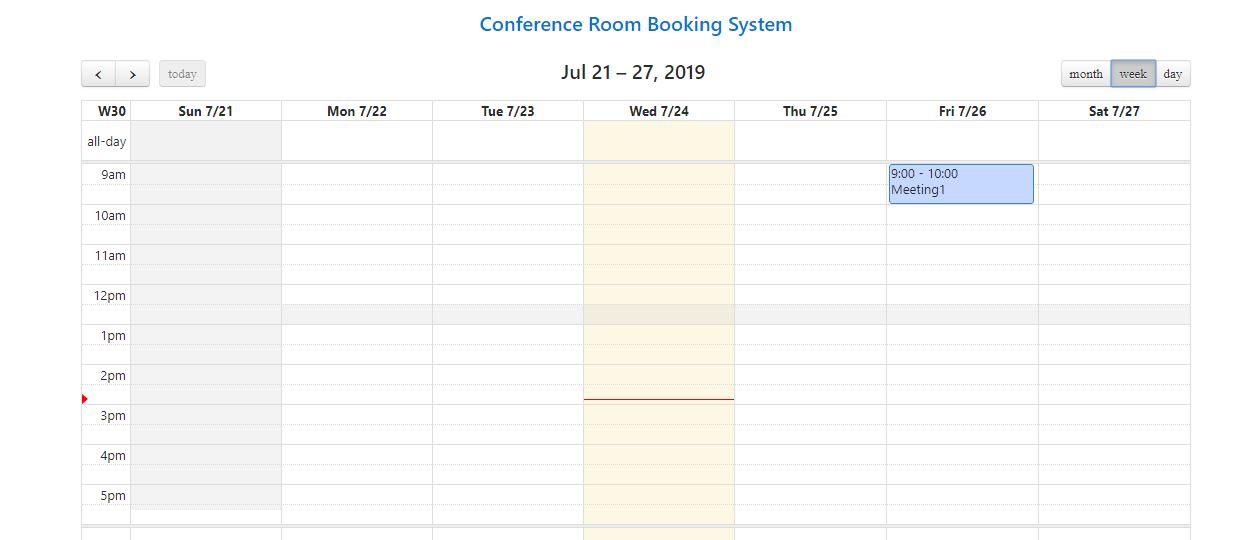 Conference Room Booking System
today
Jul 21 – 27, 2019
month week day
W30 Sun 7/21 Mon 7/22 Tue 7/23 Wed 7/24 Thu 7/25 Fri 7/26 Sat 7/27
all-day
9am
9:00 - 10:00
Meeting1
10am
11am
12pm
1pm
2pm
3pm
4pm
5pm